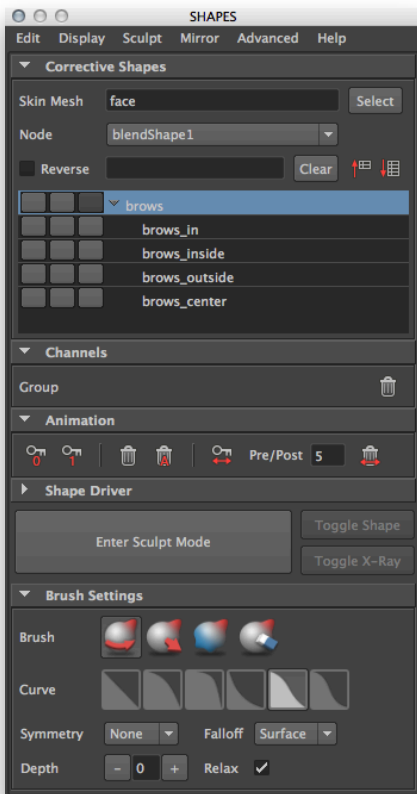 SHAPES
Edit Display Sculpt Mirror Advanced Help
Corrective Shapes
Skin Mesh face Select
Node blendShape1
Reverse Clear
brows
brows_in
brows_inside
brows_outside
brows_center
Channels
Group
Animation
0 1 A Pre/Post 5
Shape Driver
Enter Sculpt Mode Toggle Shape
Toggle X-Ray
Brush Settings
Brush
Curve
Symmetry None Falloff Surface
Depth - 0 + Relax